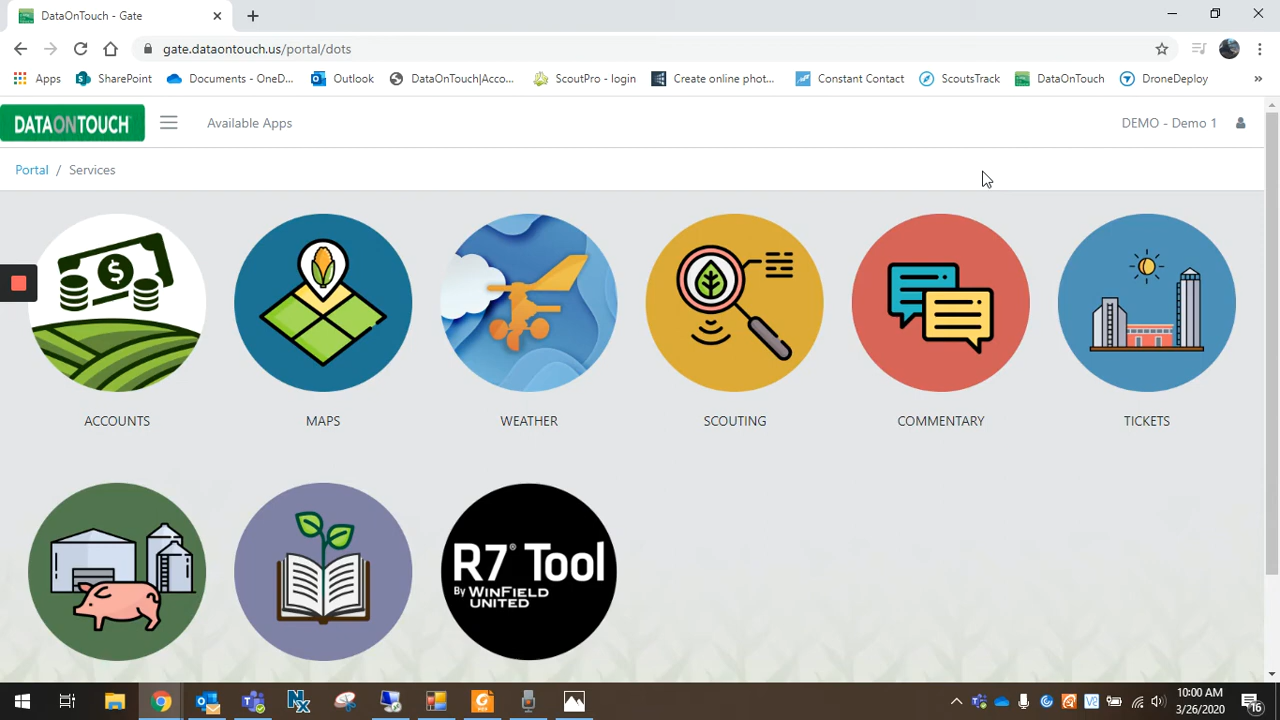 DataOnTouch - Gate
gate.dataontouch.us/portal/dots
Apps
SharePoint
Documents - OneD...
Outlook
DataOnTouch|Acco...
ScoutPro - login
Create online phot...
Constant Contact
ScoutsTrack
DataOnTouch
DroneDeploy
DATAONTOUCH
Available Apps
DEMO - Demo 1
Portal / Services
ACCOUNTS
MAPS
WEATHER
SCOUTING
COMMENTARY
TICKETS
R7® Tool
By WINFIELD
UNITED
10:00 AM
3/26/2020
16